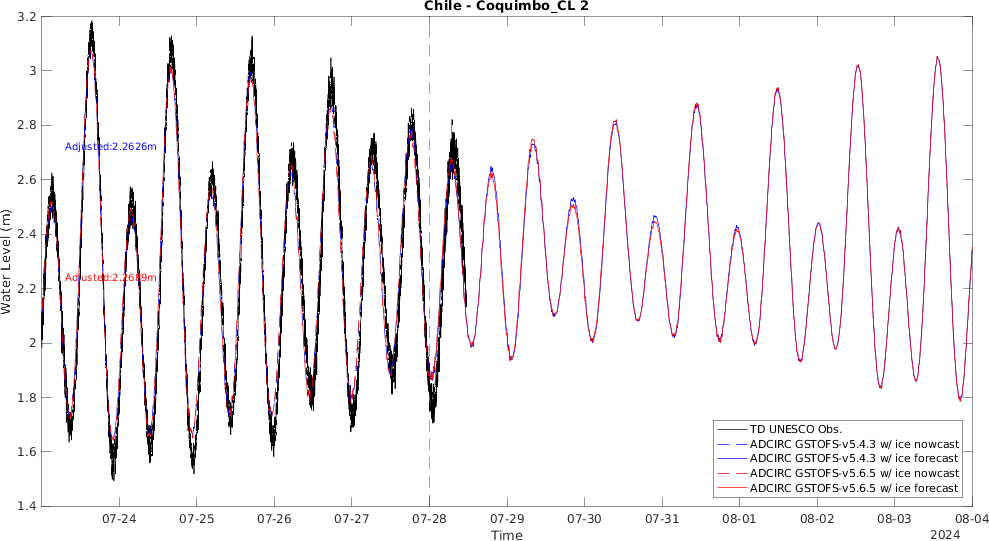 Chile - Coquimbo_CL 2
3.2
3
2.8
2.6
2.4
2.2
2
1.8
1.6
1.4
Water Level (m)
Adjusted:2.2626m
Adjusted:2.2689m
07-24
07-25
07-26
07-27
07-28
07-29
07-30
07-31
08-01
08-02
08-03
08-04
Time
2024
TD UNESCO Obs.
ADCIRC GSTOFS-v5.4.3 w/ ice nowcast
ADCIRC GSTOFS-v5.4.3 w/ ice forecast
ADCIRC GSTOFS-v5.6.5 w/ ice nowcast
ADCIRC GSTOFS-v5.6.5 w/ ice forecast